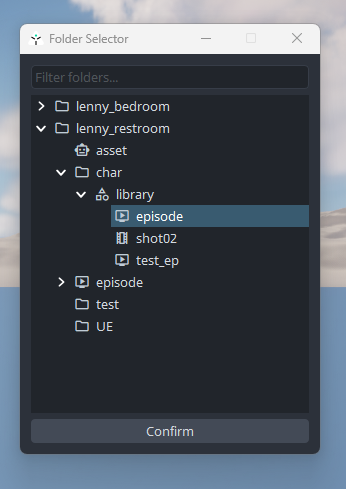 Folder Selector
Filter folders...
lenny_bedroom
lenny_restroom
asset
char
library
episode
shot02
test_ep
episode
test
UE
Confirm